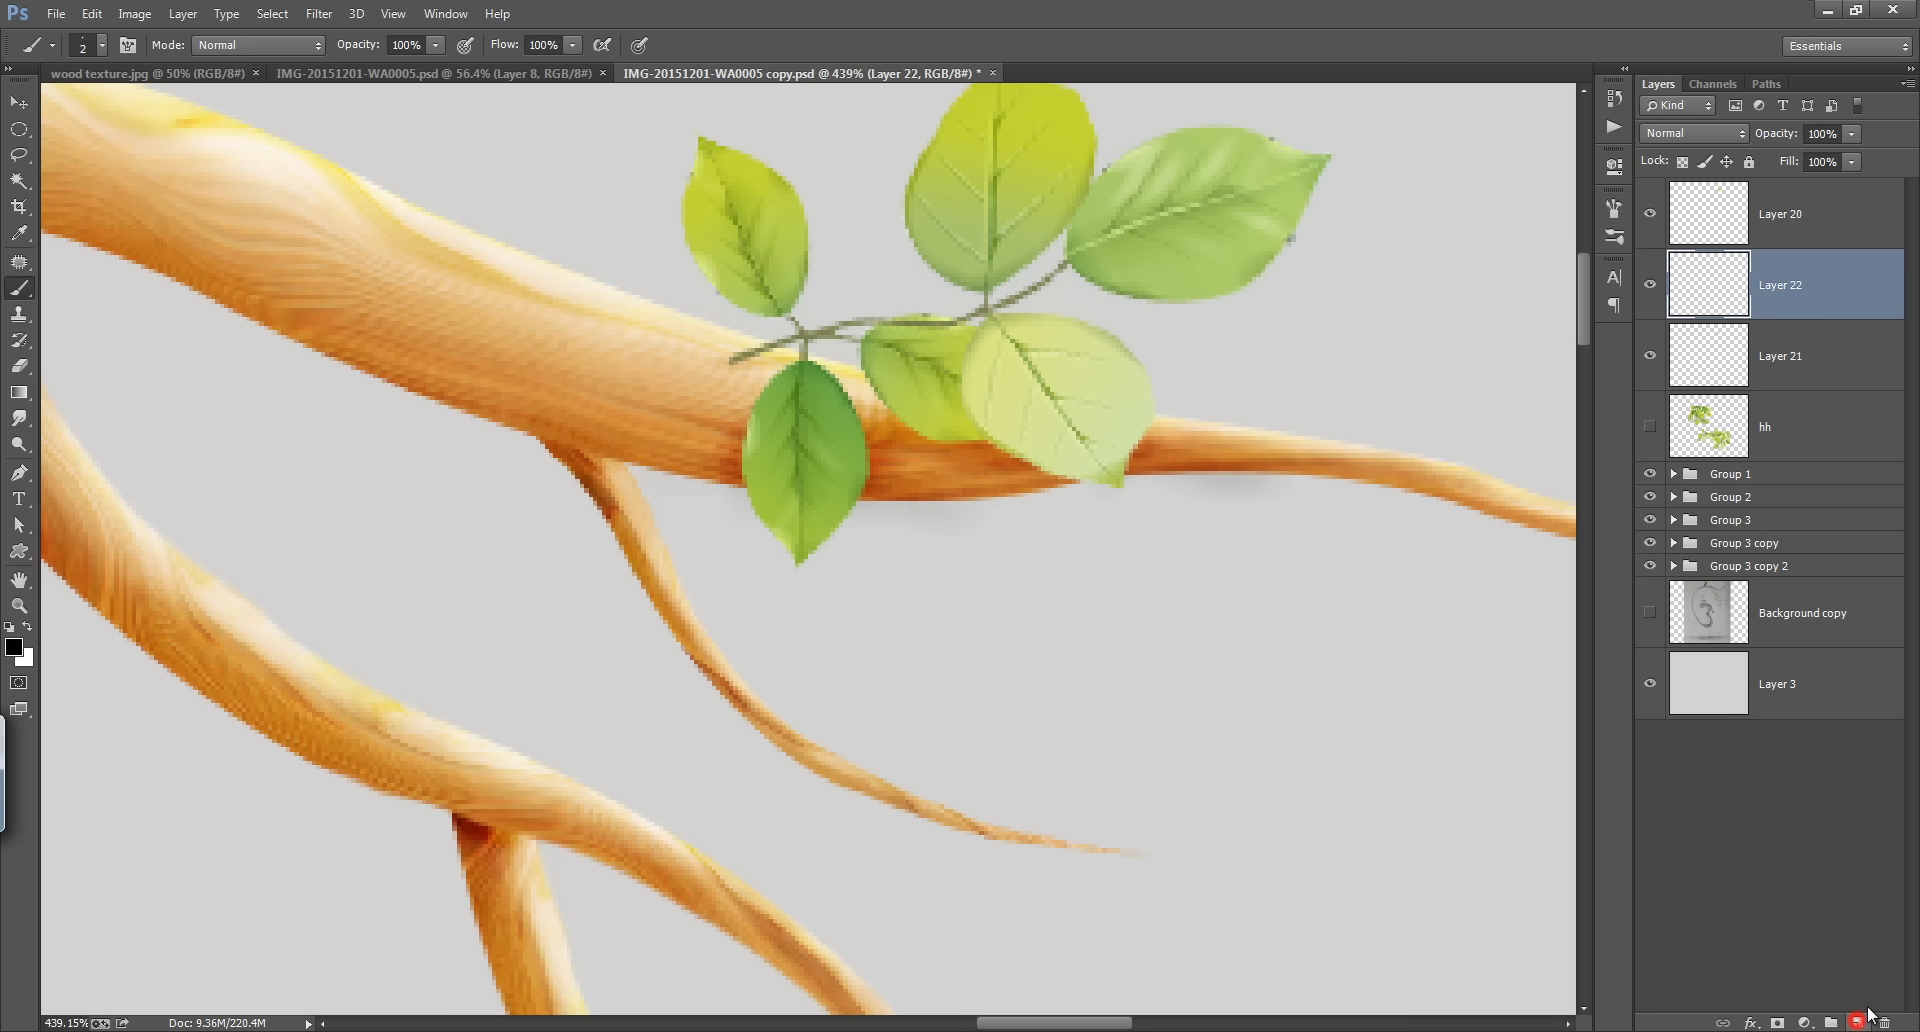 Ps File Edit Image Layer Type Select Filter 3D View Window Help
2 Mode: Normal Opacity: 100% Flow: 100% Essentials
wood texture.jpg @ 50% (RGB/8#) × IMG-20151201-WA0005.psd @ 56.4% (Layer 8, RGB/8#) × IMG-20151201-WA0005 copy.psd @ 439% (Layer 22, RGB/8#) * ×
Layers Channels Paths
Kind
Normal Opacity: 100%
Lock: Fill: 100%
Layer 20
Layer 22
Layer 21
hh
Group 1
Group 2
Group 3
Group 3 copy
Group 3 copy 2
Background copy
Layer 3
439.15% Doc: 9.36M/220.4M